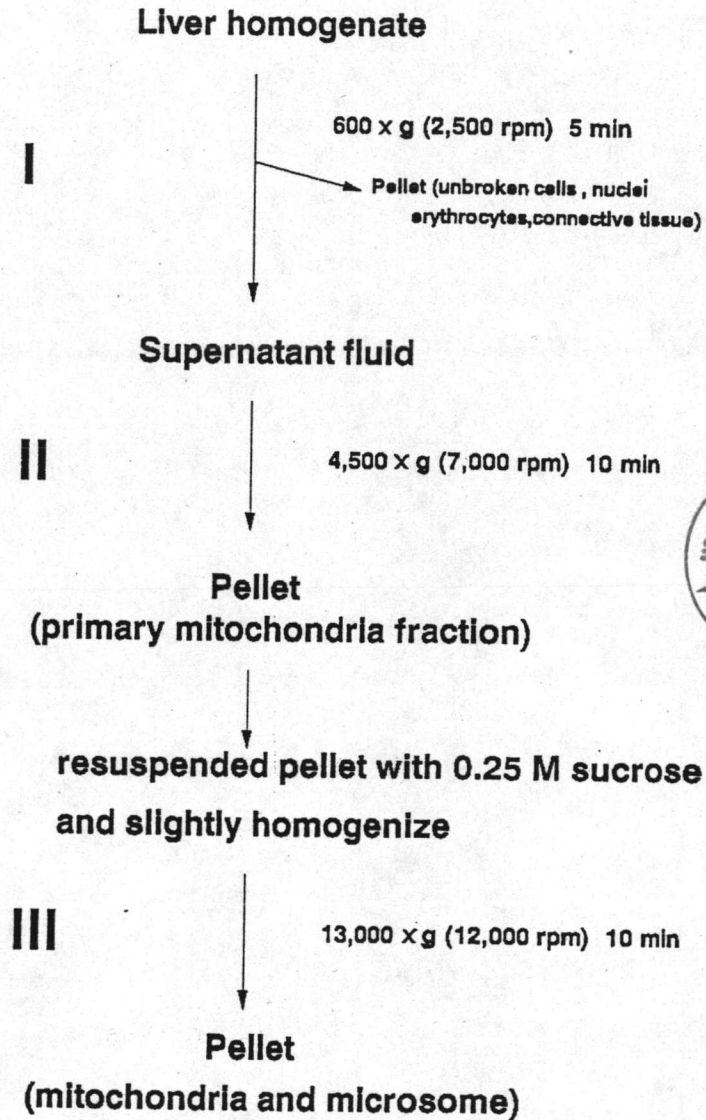 Liver homogenate
600 x g (2,500 rpm) 5 min
I
Pellet (unbroken cells , nuclei
erythrocytes,connective tissue)
Supernatant fluid
II
4,500 x g (7,000 rpm) 10 min
Pellet
(primary mitochondria fraction)
resuspended pellet with 0.25 M sucrose
and slightly homogenize
III
13,000 x g (12,000 rpm) 10 min
Pellet
(mitochondria and microsome)